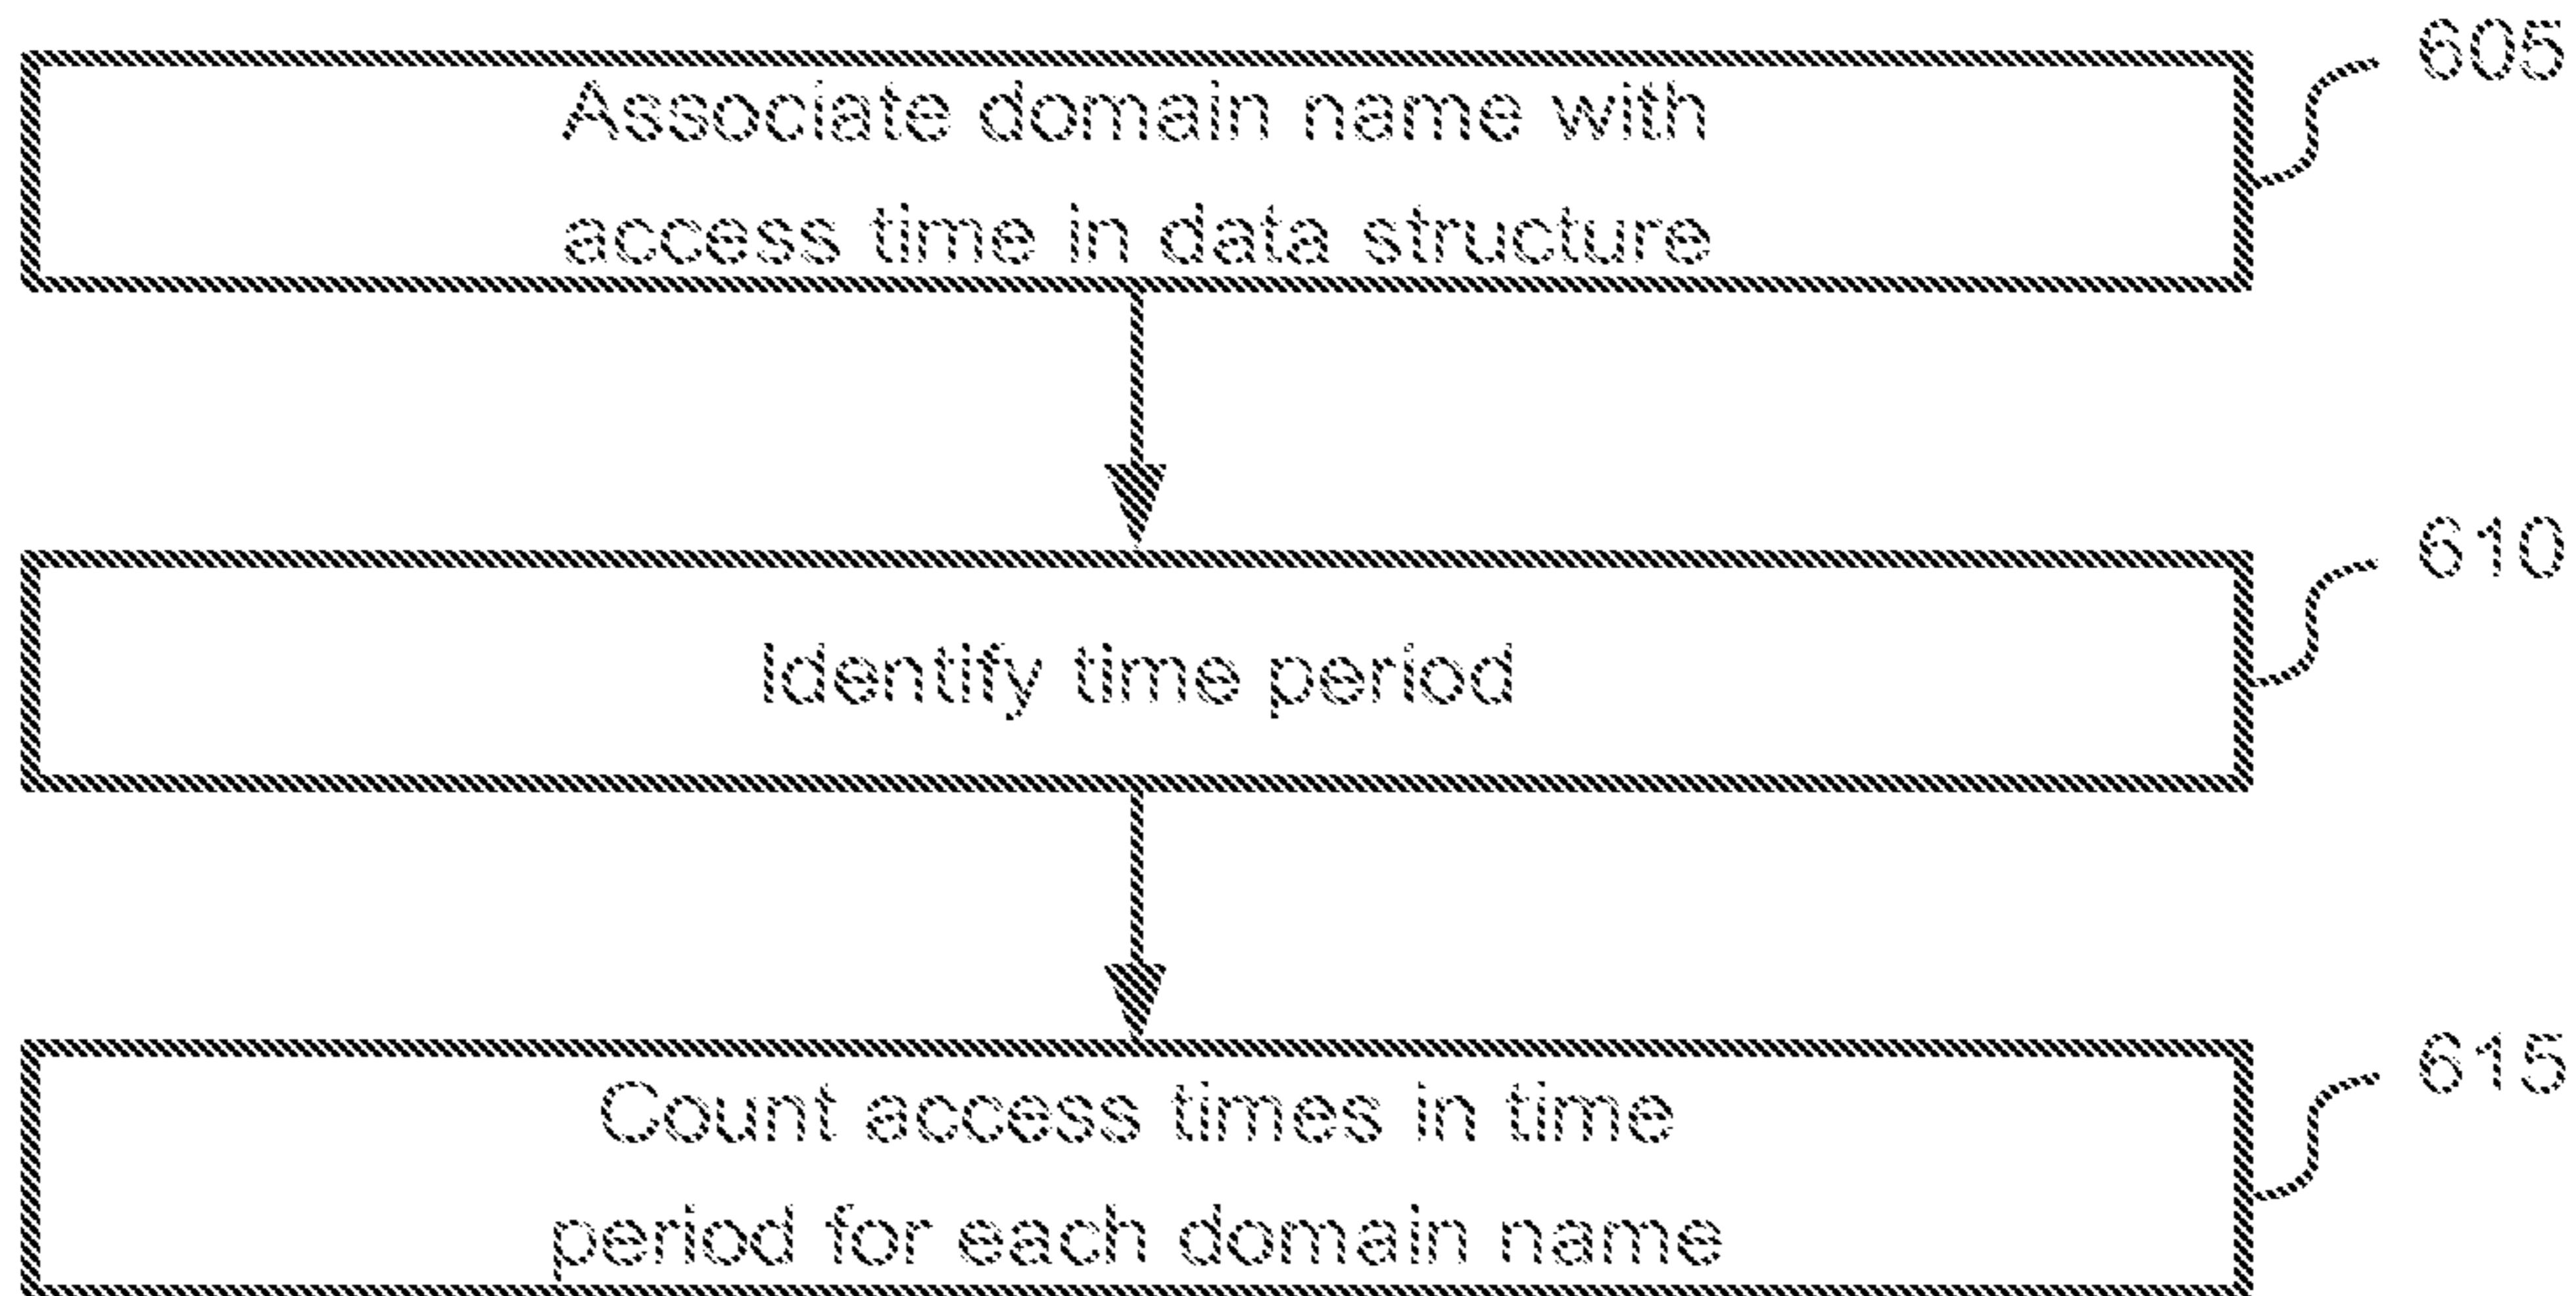 605
Associate domain name with
access time in data structure
610
Identify time period
615
Count access times in time
period for each domain name